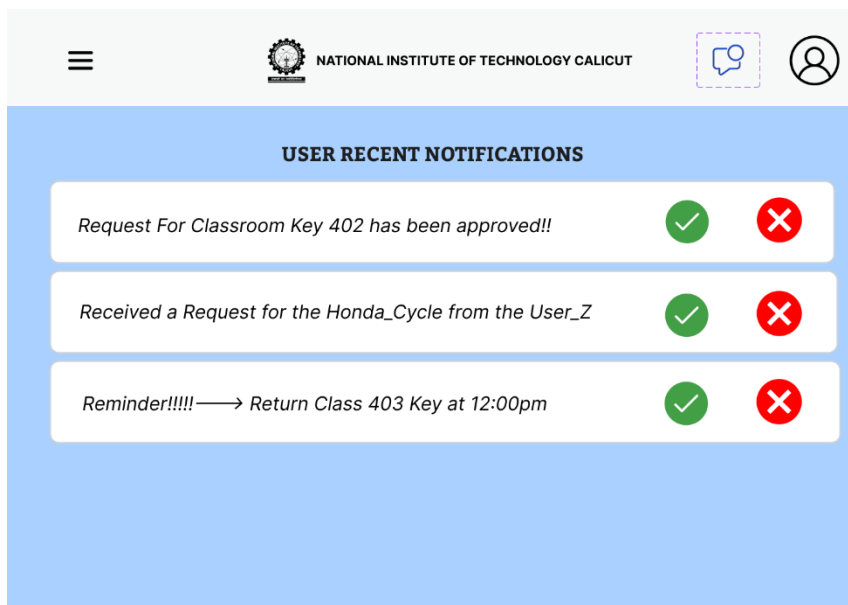 NATIONAL INSTITUTE OF TECHNOLOGY CALICUT
USER RECENT NOTIFICATIONS
Request For Classroom Key 402 has been approved!!
Received a Request for the Honda_Cycle from the User_Z
Reminder!!!!!---> Return Class 403 Key at 12:00pm